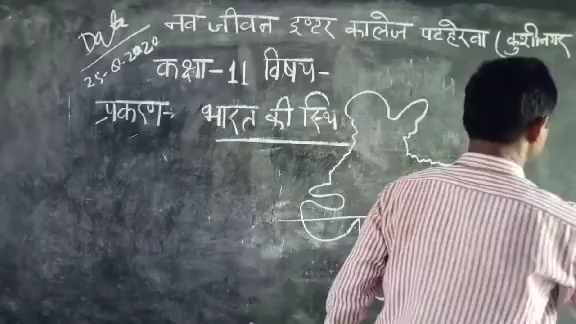 Date
25-8-2020
नव जीवन इण्टर कालेज पटहेरवा (कुशीनगर
कक्षा-11 विषय-
प्रकरण- भारत की स्थि